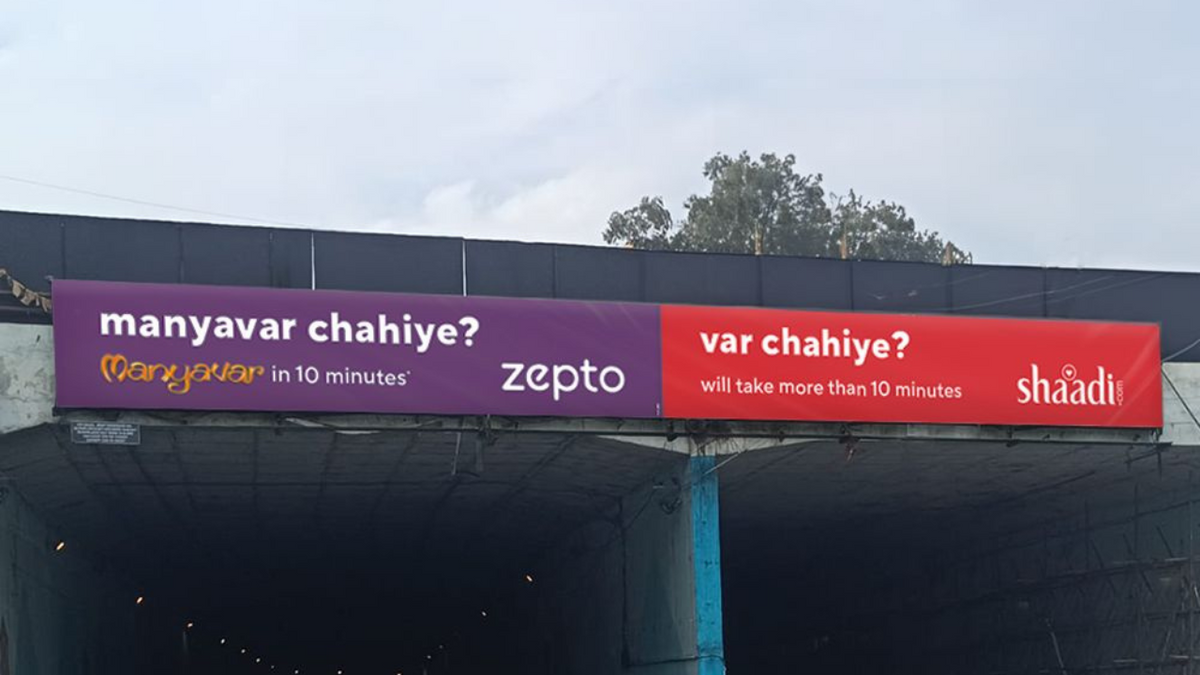 manyavar chahiye?
Manyavar in 10 minutes*
zepto
var chahiye?
will take more than 10 minutes
shaadi.com